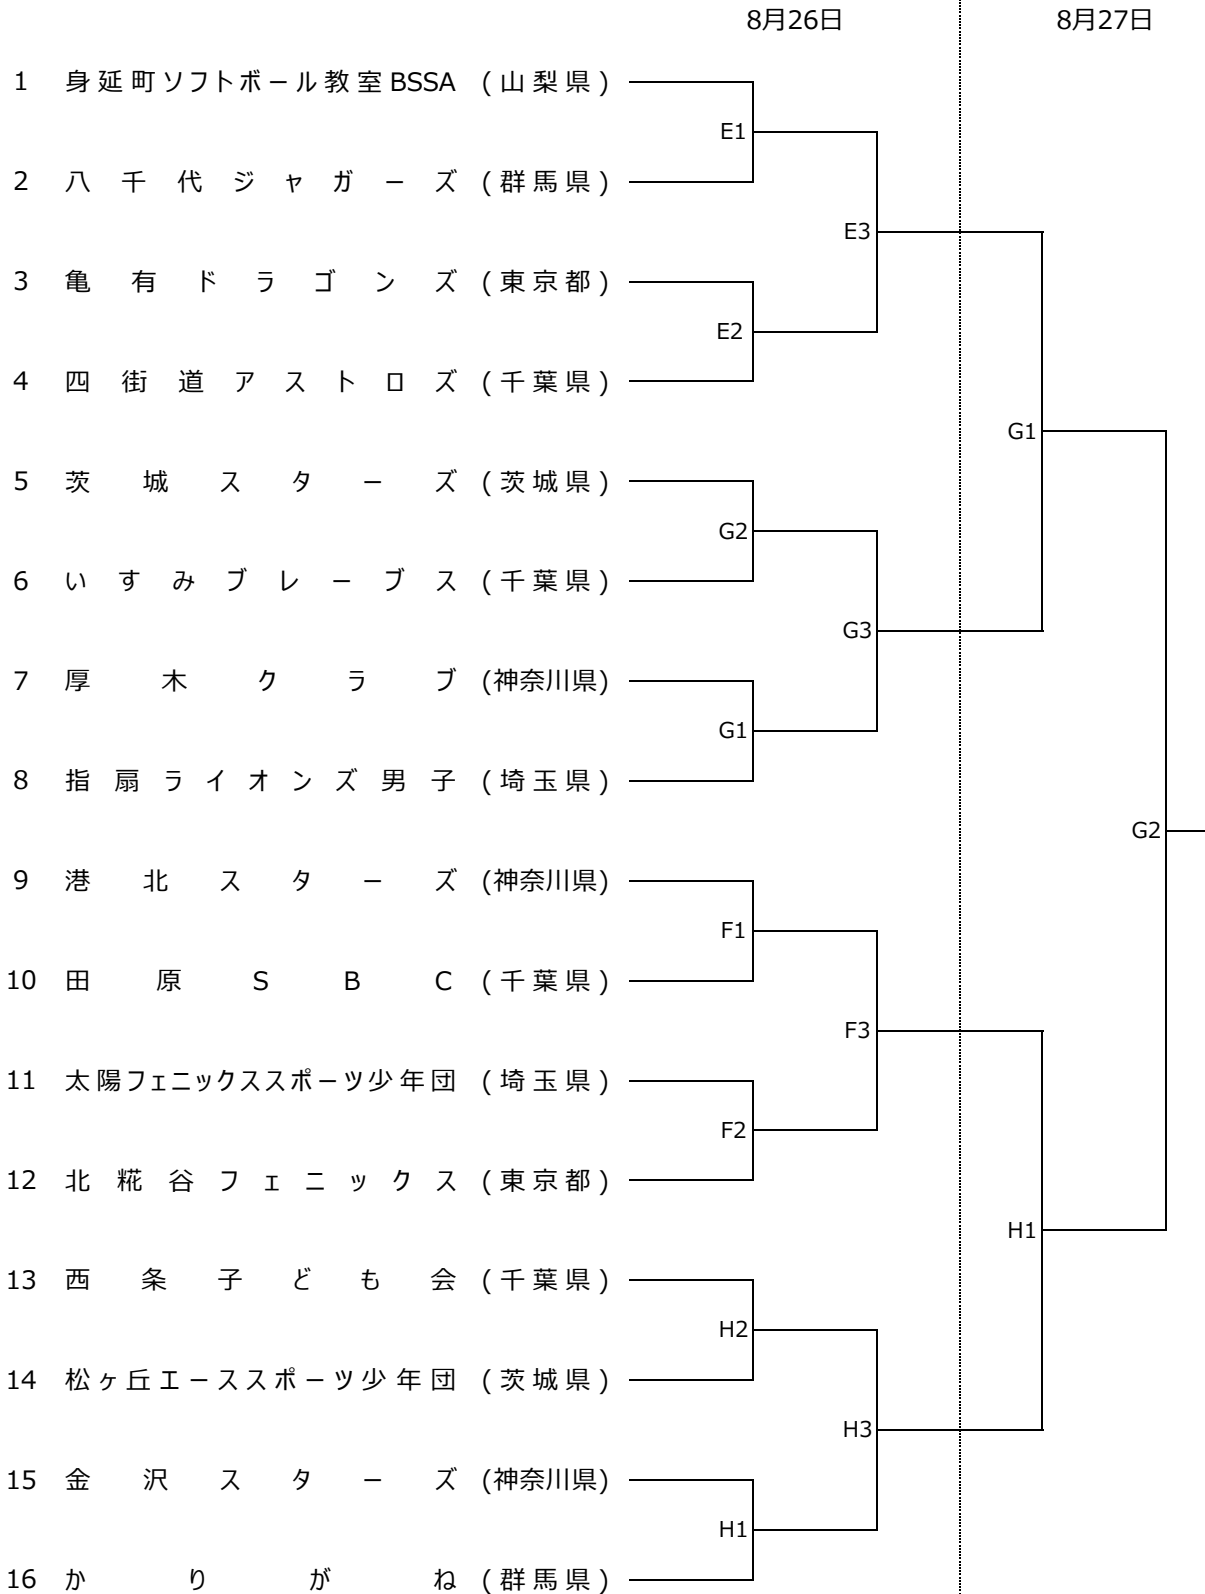 8月26日 8月27日
1 身延町ソフトボール教室BSSA (山梨県)
E1
2 八千代ジャガーズ (群馬県)
E3
3 亀有ドラゴンズ (東京都)
E2
4 四街道アストロズ (千葉県)
G1
5 茨城スターズ (茨城県)
G2
6 いすみブレーブス (千葉県)
G3
7 厚木クラブ (神奈川県)
G1
8 指扇ライオンズ男子 (埼玉県)
G2
9 港北スターズ (神奈川県)
F1
10 田原SBC (千葉県)
F3
11 太陽フェニックススポーツ少年団 (埼玉県)
F2
12 北糀谷フェニックス (東京都)
H1
13 西条子ども会 (千葉県)
H2
14 松ヶ丘エーススポーツ少年団 (茨城県)
H3
15 金沢スターズ (神奈川県)
H1
16 かりがね (群馬県)